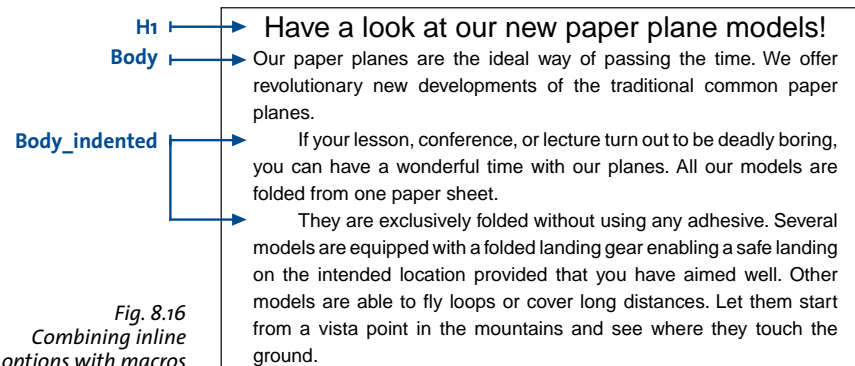 H1
Have a look at our new paper plane models!
Body
Our paper planes are the ideal way of passing the time. We offer
revolutionary new developments of the traditional common paper
planes.
Body_indented
If your lesson, conference, or lecture turn out to be deadly boring,
you can have a wonderful time with our planes. All our models are
folded from one paper sheet.
They are exclusively folded without using any adhesive. Several
models are equipped with a folded landing gear enabling a safe landing
on the intended location provided that you have aimed well. Other
models are able to fly loops or cover long distances. Let them start
from a vista point in the mountains and see where they touch the
ground.
Fig. 8.16
Combining inline
options with macros